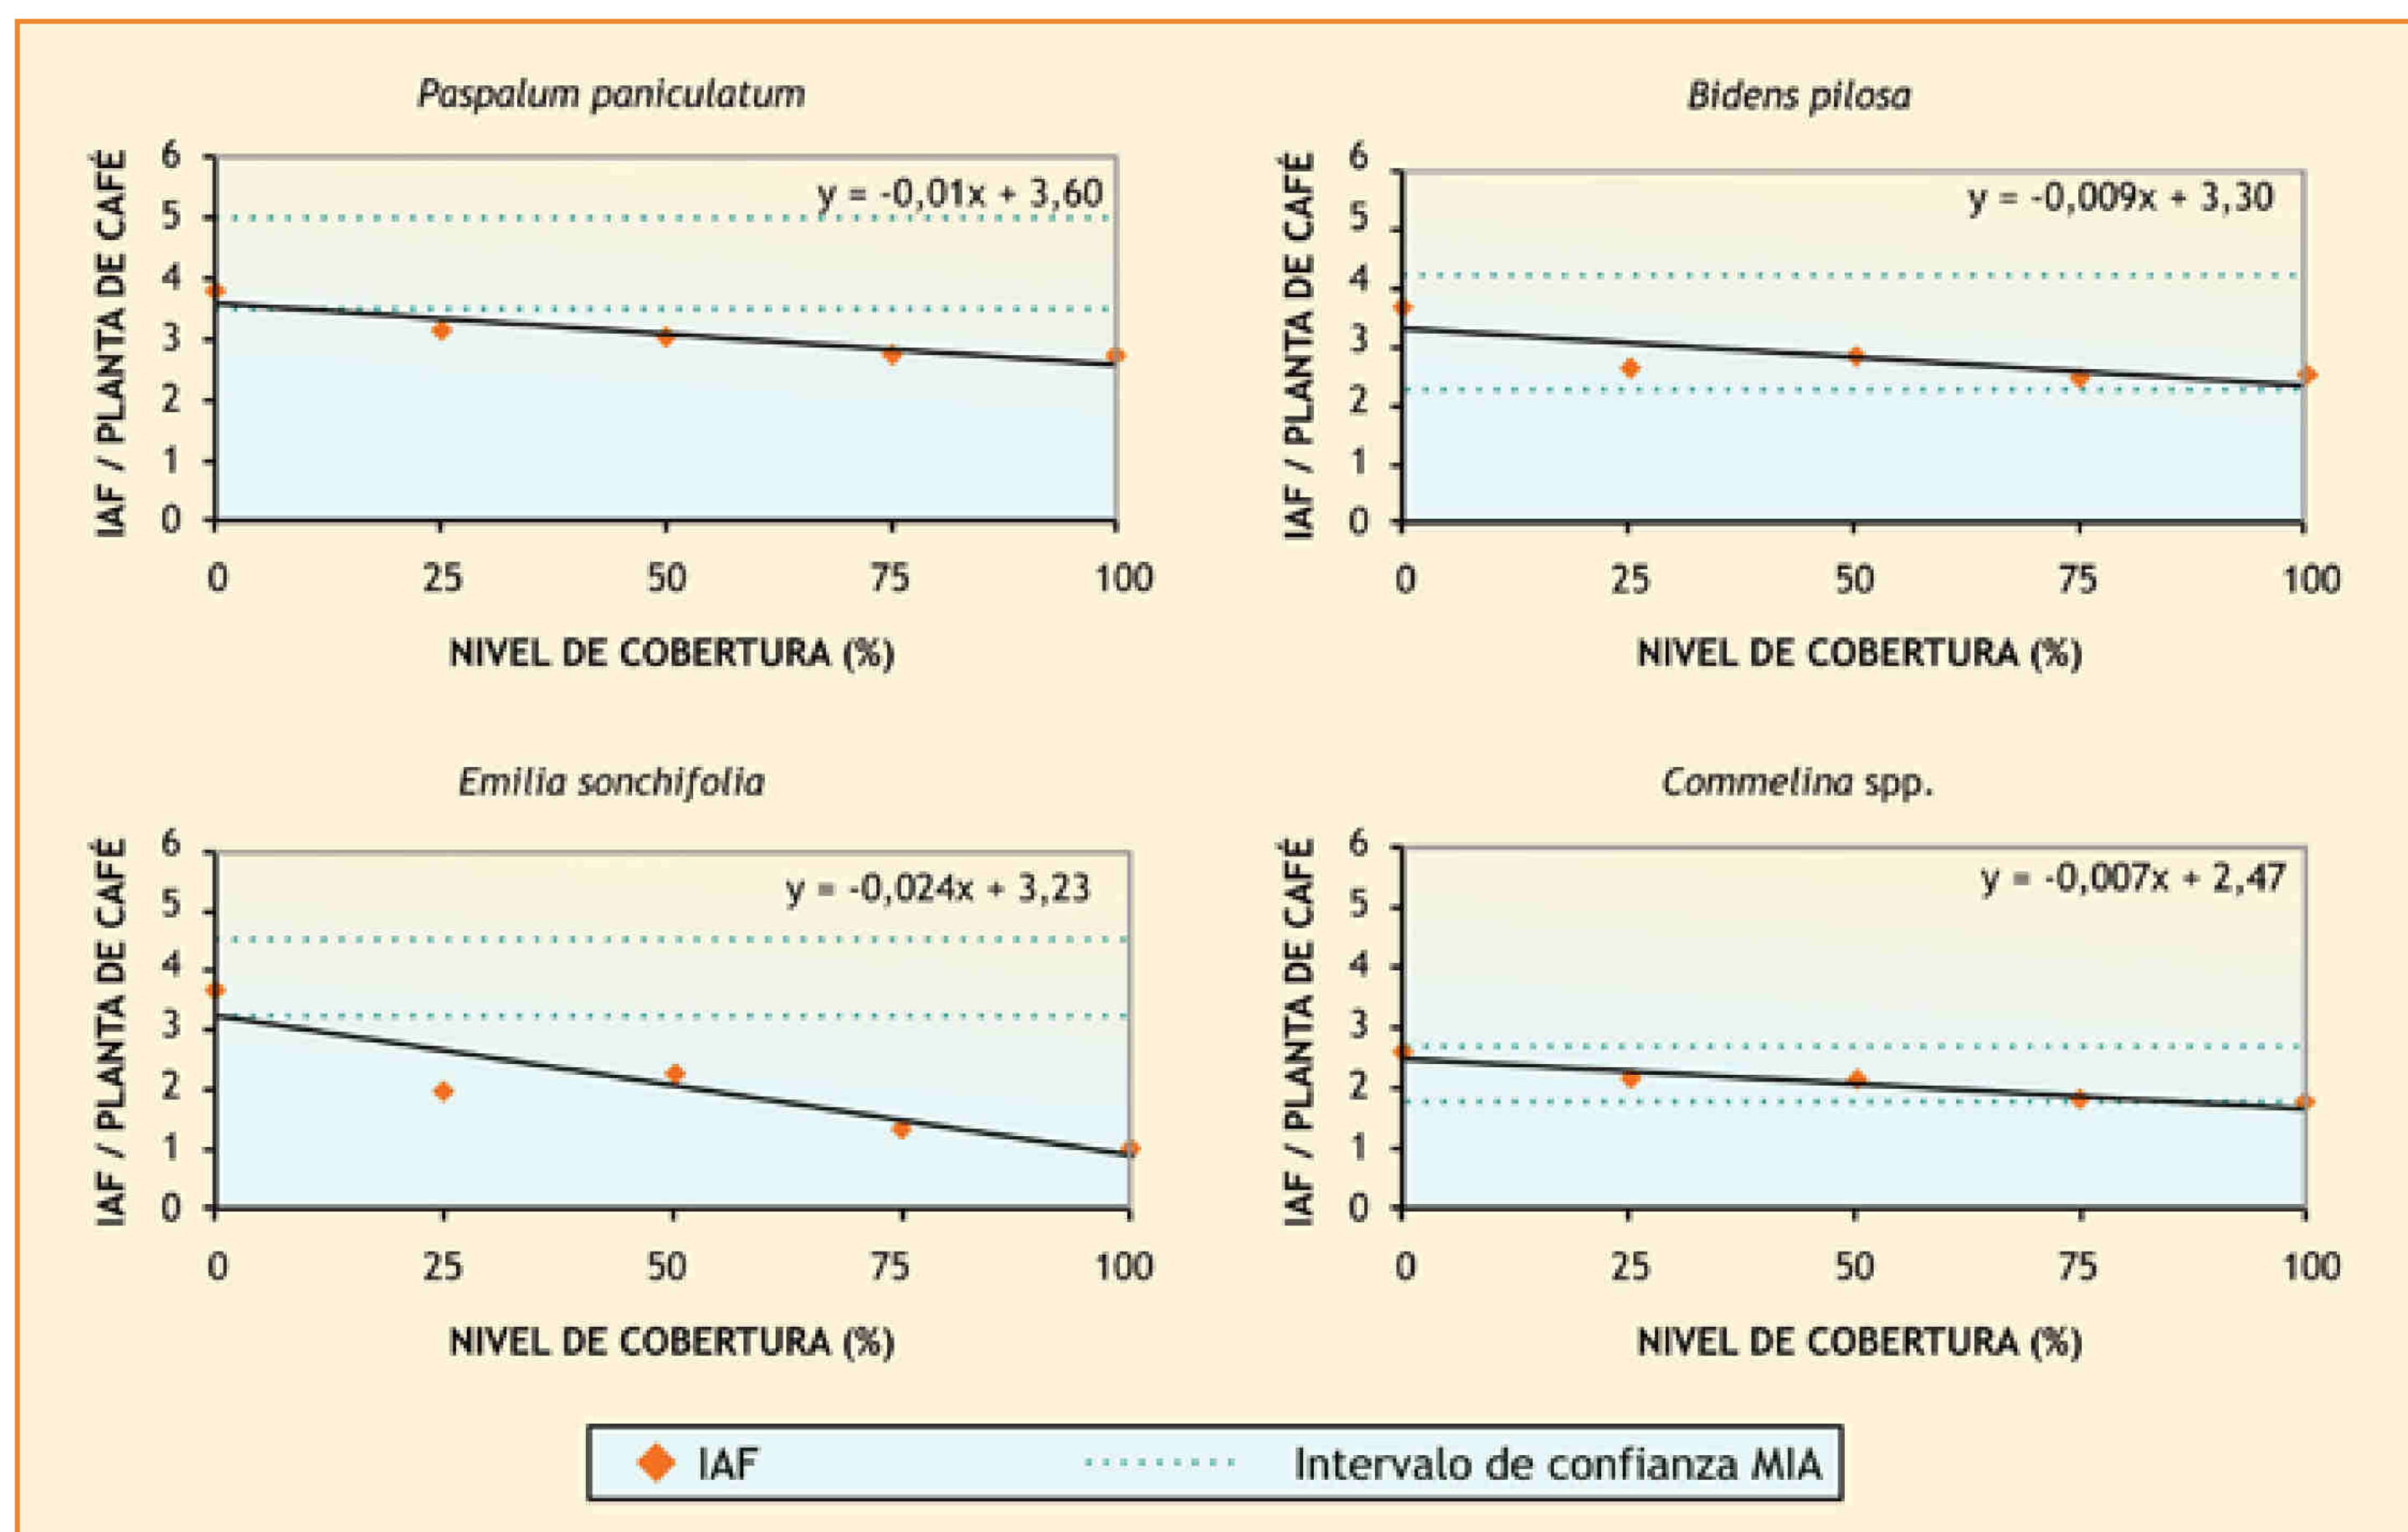 Paspalum paniculatum
IAF / PLANTA DE CAFÉ
6
5
4
3
2
1
0
y = -0,01x + 3,60
0 25 50 75 100
NIVEL DE COBERTURA (%)
Bidens pilosa
IAF / PLANTA DE CAFÉ
6
5
4
3
2
1
0
y = -0,009x + 3,30
0 25 50 75 100
NIVEL DE COBERTURA (%)
Emilia sonchifolia
IAF / PLANTA DE CAFÉ
6
5
4
3
2
1
0
y = -0,024x + 3,23
0 25 50 75 100
NIVEL DE COBERTURA (%)
Commelina spp.
IAF / PLANTA DE CAFÉ
6
5
4
3
2
1
0
y = -0,007x + 2,47
0 25 50 75 100
NIVEL DE COBERTURA (%)
IAF Intervalo de confianza MIA